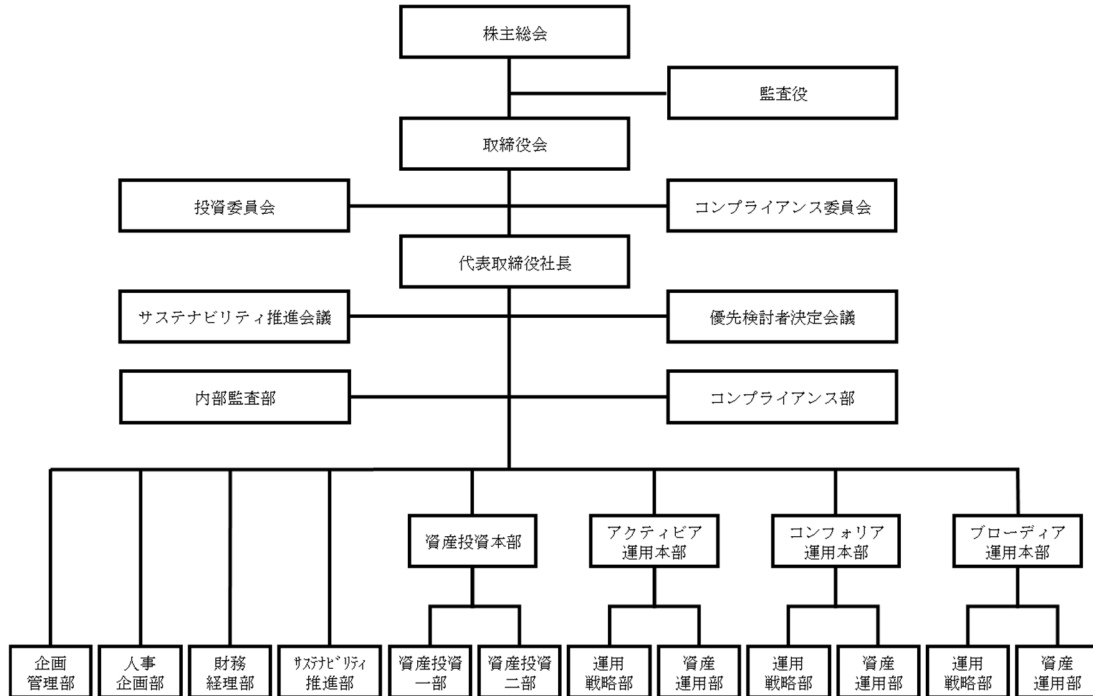 株主総会
監査役
取締役会
投資委員会
コンプライアンス委員会
代表取締役社長
サステナビリティ推進会議
優先検討者決定会議
内部監査部
コンプライアンス部
資産投資本部
アクティビア
運用本部
コンフォリア
運用本部
ブローディア
運用本部
企画
管理部
人事
企画部
財務
経理部
ｻｽﾃﾅﾋﾞﾘﾃｨ
推進部
資産投資
一部
資産投資
二部
運用
戦略部
資産
運用部
運用
戦略部
資産
運用部
運用
戦略部
資産
運用部